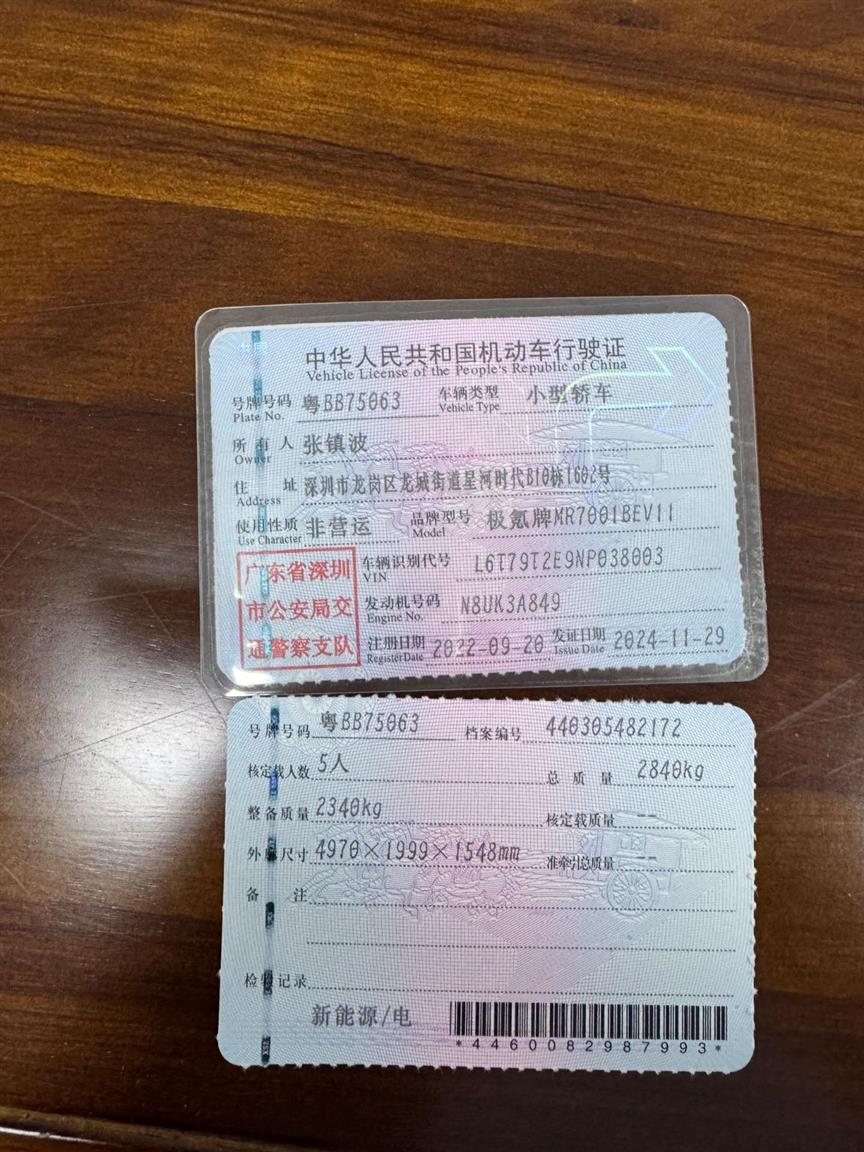 中华人民共和国机动车行驶证
Vehicle License of the People's Republic of China
号牌号码 粤BB75063 车辆类型 小型轿车
Plate No. Vehicle Type
所有人 张镇波
Owner
住址 深圳市龙岗区龙城街道星河时代B10栋1602号
Address
使用性质 非营运 品牌型号 极氪牌MR7001BEV11
Use Character Model
广东省深圳
市公安局交
通警察支队
车辆识别代号 L6T79T2E9NP038003
VIN
发动机号码 N8UK3A849
Engine No.
注册日期 2022-09-20 发证日期 2024-11-29
Register Date Issue Date
号牌号码 粤BB75063 档案编号 440305482172
核定载人数 5人 总质量 2840kg
整备质量 2340kg 核定载质量 --
外廓尺寸 4970×1999×1548mm 准牵引总质量 --
备注
检验记录
新能源/电
*4460082987993*